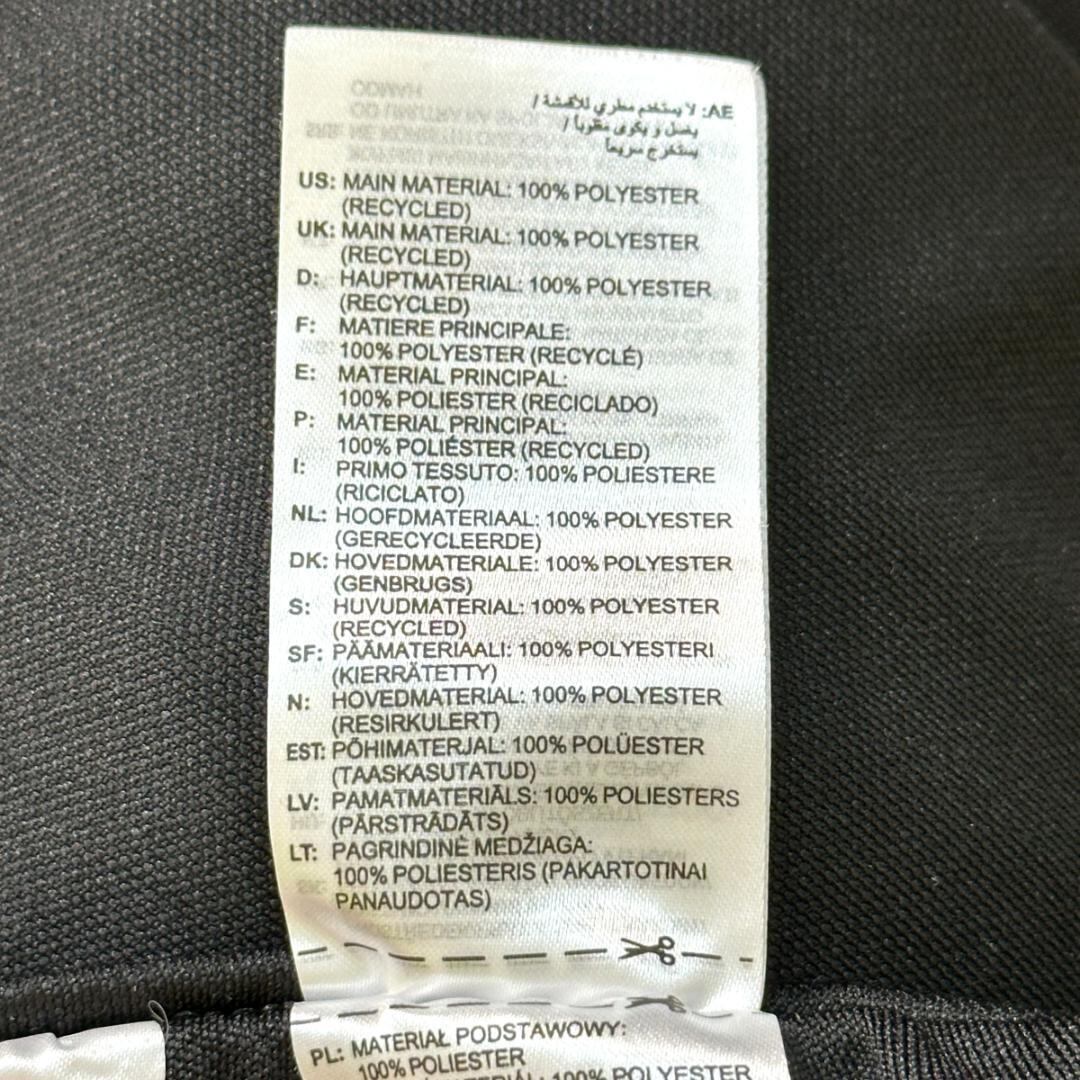 AE: لا يستخدم مطري للأقمشة /
يغسل و يكوى مقلوباً /
يستخرج سريعاً
US: MAIN MATERIAL: 100% POLYESTER
(RECYCLED)
UK: MAIN MATERIAL: 100% POLYESTER
(RECYCLED)
D: HAUPTMATERIAL: 100% POLYESTER
(RECYCLED)
F: MATIERE PRINCIPALE:
100% POLYESTER (RECYCLÉ)
E: MATERIAL PRINCIPAL:
100% POLIESTER (RECICLADO)
P: MATERIAL PRINCIPAL:
100% POLIÉSTER (RECYCLED)
I: PRIMO TESSUTO: 100% POLIESTERE
(RICICLATO)
NL: HOOFDMATERIAAL: 100% POLYESTER
(GERECYCLEERDE)
DK: HOVEDMATERIALE: 100% POLYESTER
(GENBRUGS)
S: HUVUDMATERIAL: 100% POLYESTER
(RECYCLED)
SF: PÄÄMATERIAALI: 100% POLYESTERI
(KIERRÄTETTY)
N: HOVEDMATERIAL: 100% POLYESTER
(RESIRKULERT)
EST: PÕHIMATERJAL: 100% POLÜESTER
(TAASKASUTATUD)
LV: PAMATMATERIĀLS: 100% POLIESTERS
(PĀRSTRĀDĀTS)
LT: PAGRINDINĖ MEDŽIAGA:
100% POLIESTERIS (PAKARTOTINAI
PANAUDOTAS)
PL: MATERIAŁ PODSTAWOWY:
100% POLIESTER
100% POLYESTER